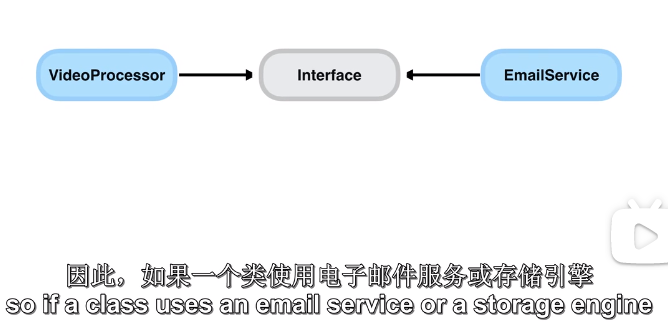 VideoProcessor
Interface
EmailService
因此，如果一个类使用电子邮件服务或存储引擎
so if a class uses an email service or a storage engine